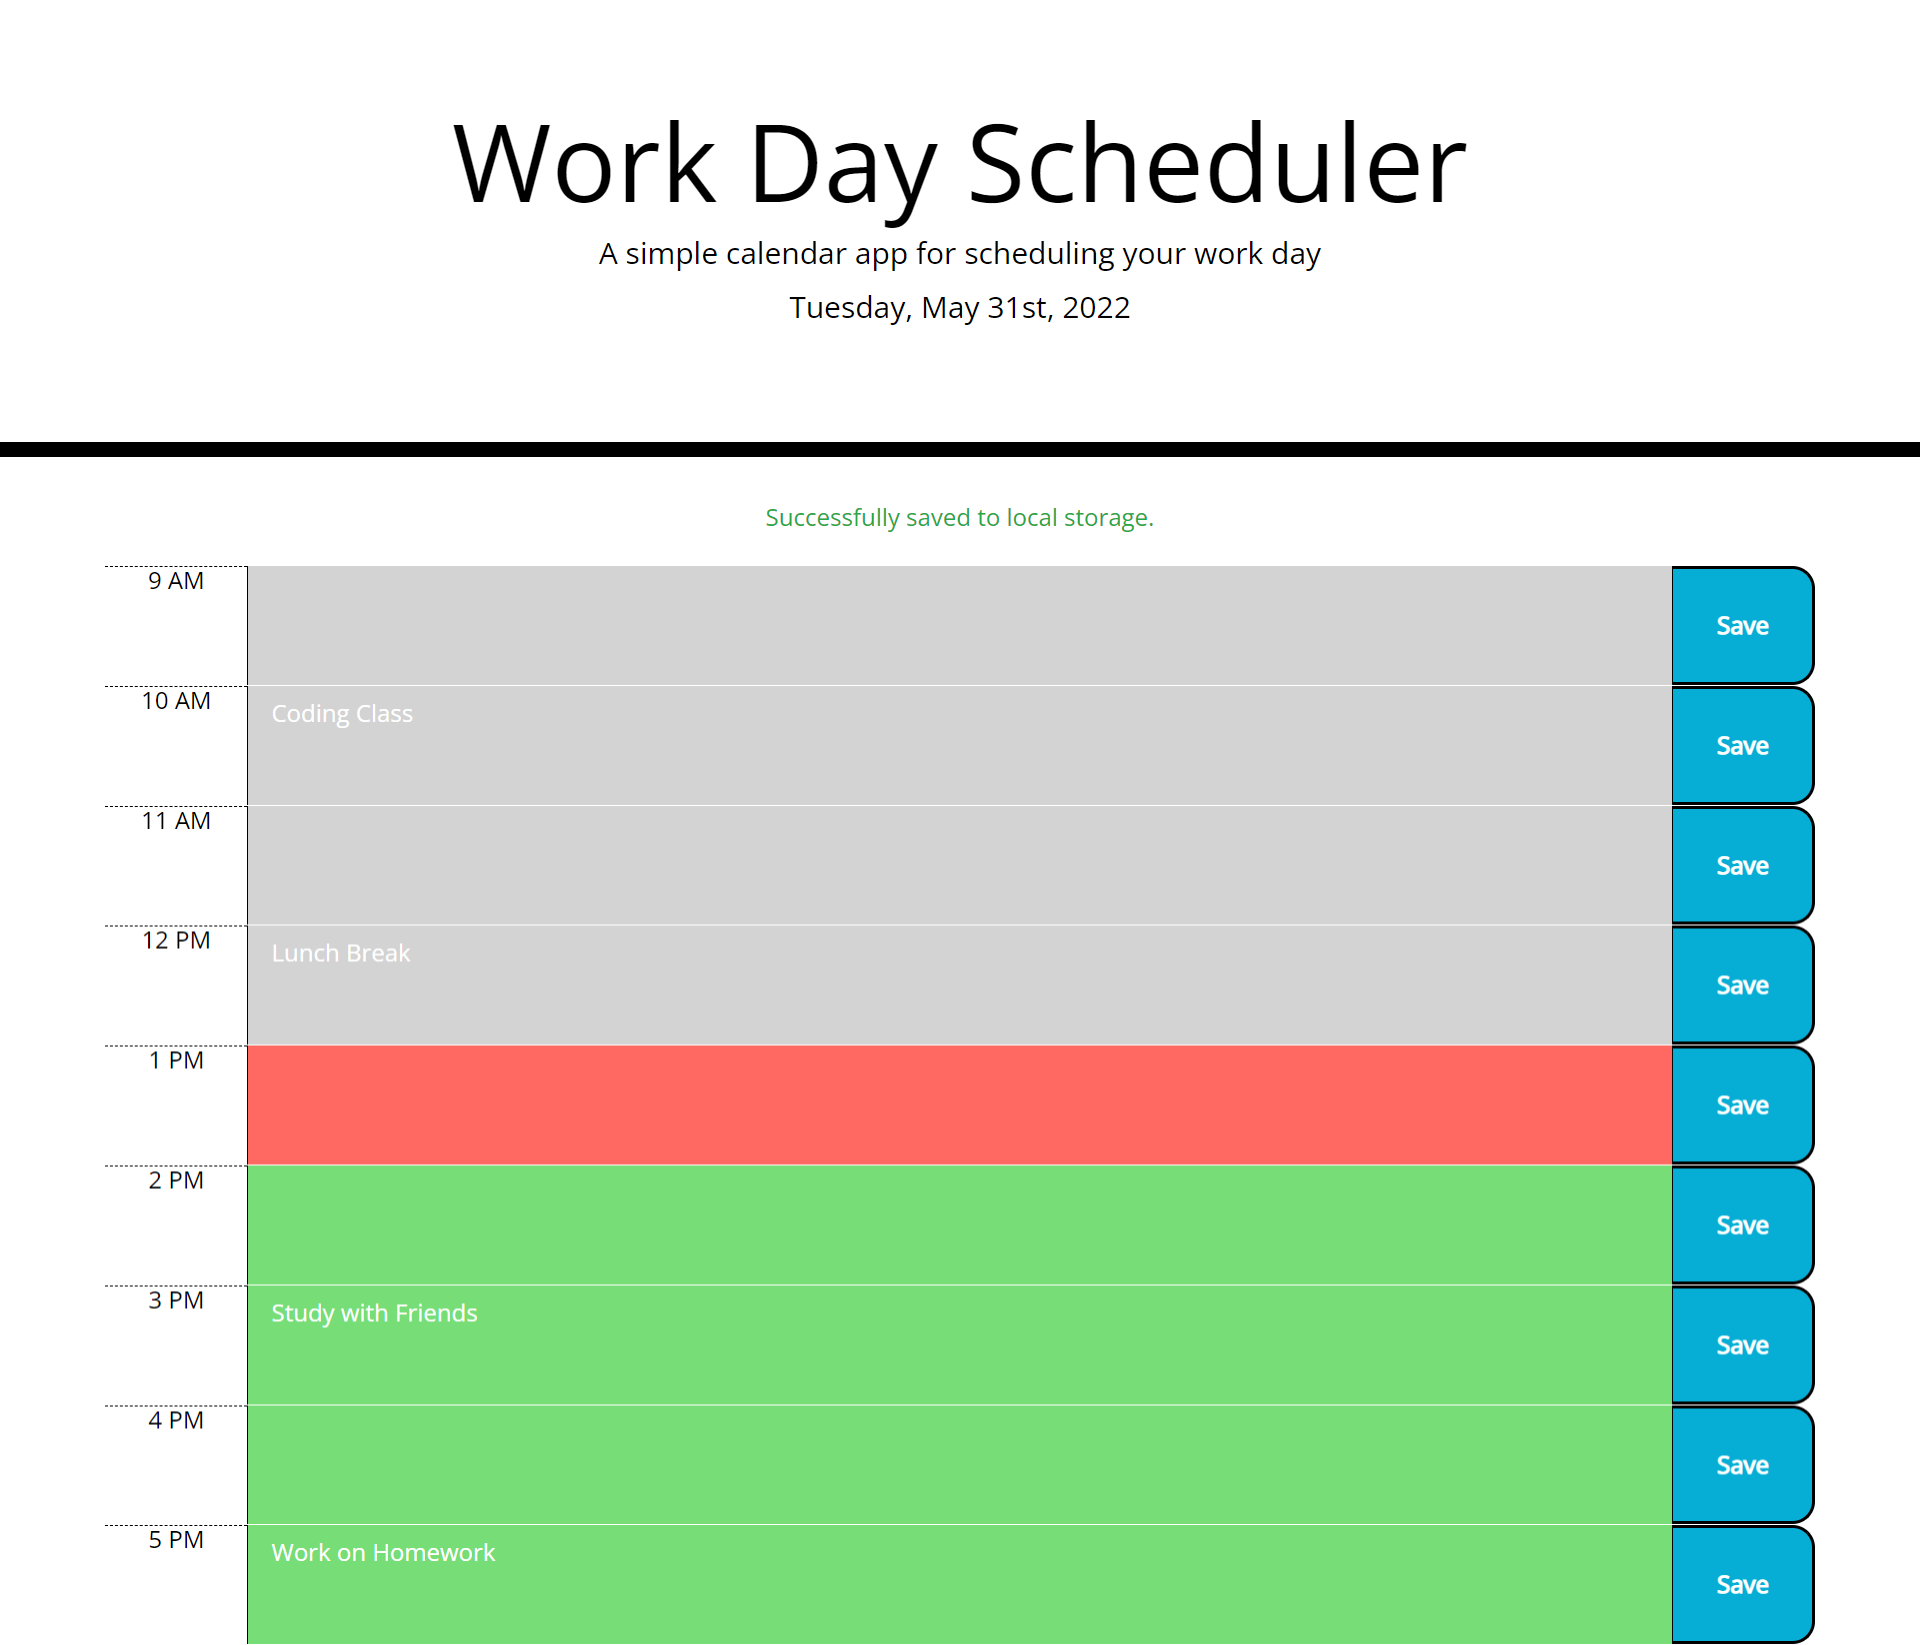 Work Day Scheduler
A simple calendar app for scheduling your work day
Tuesday, May 31st, 2022
Successfully saved to local storage.
9 AM
Save
10 AM
Coding Class
Save
11 AM
Save
12 PM
Lunch Break
Save
1 PM
Save
2 PM
Save
3 PM
Study with Friends
Save
4 PM
Save
5 PM
Work on Homework
Save